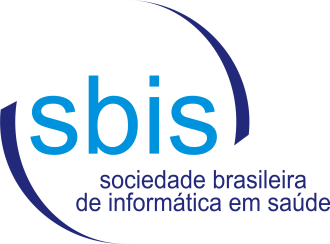 sbis
sociedade brasileira
de informática em saúde